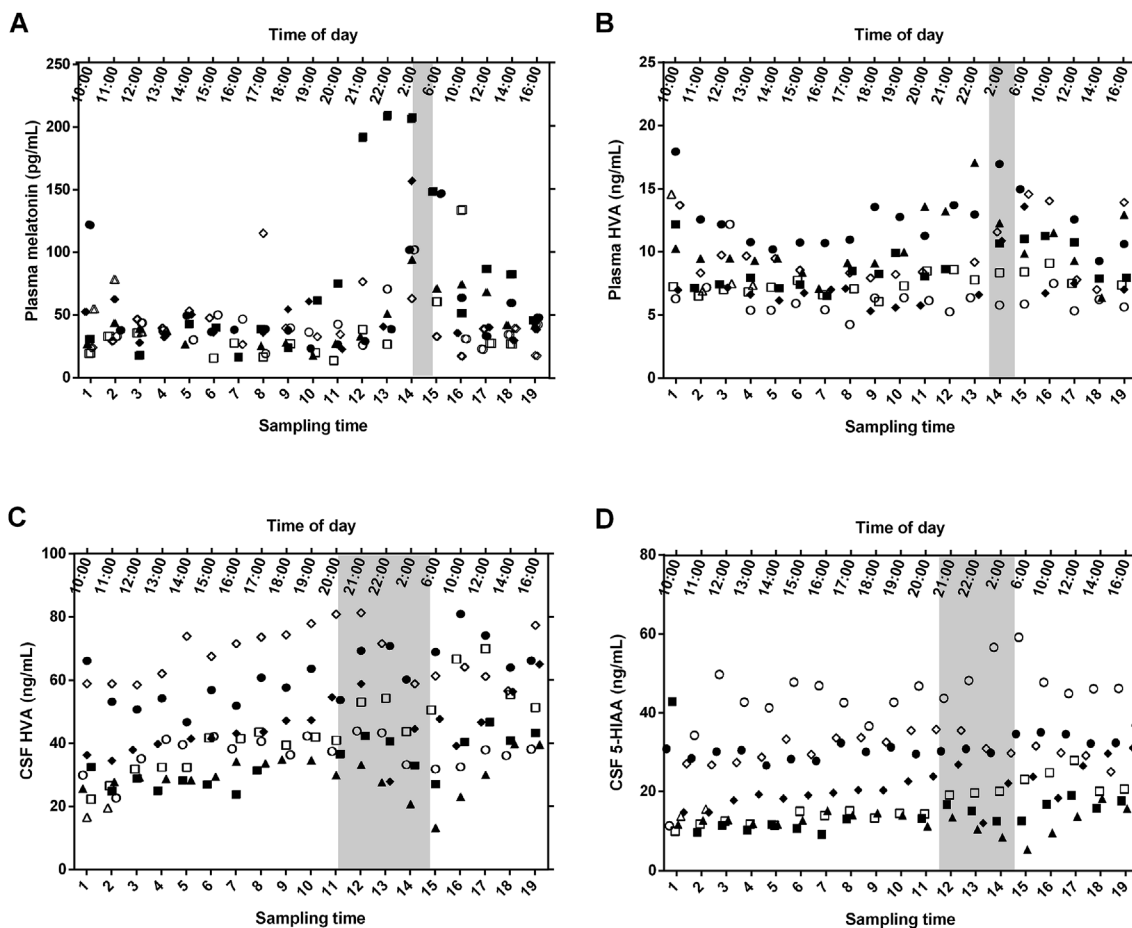 A
Time of day
10:00 11:00 12:00 13:00 14:00 15:00 16:00 17:00 18:00 19:00 20:00 21:00 22:00 2:00 6:00 10:00 12:00 14:00 16:00
Plasma melatonin (pg/mL)
250
200
150
100
50
0
1 2 3 4 5 6 7 8 9 10 11 12 13 14 15 16 17 18 19
Sampling time
B
Time of day
10:00 11:00 12:00 13:00 14:00 15:00 16:00 17:00 18:00 19:00 20:00 21:00 22:00 2:00 6:00 10:00 12:00 14:00 16:00
Plasma HVA (ng/mL)
25
20
15
10
5
0
1 2 3 4 5 6 7 8 9 10 11 12 13 14 15 16 17 18 19
Sampling time
C
Time of day
10:00 11:00 12:00 13:00 14:00 15:00 16:00 17:00 18:00 19:00 20:00 21:00 22:00 2:00 6:00 10:00 12:00 14:00 16:00
CSF HVA (ng/mL)
100
80
60
40
20
0
1 2 3 4 5 6 7 8 9 10 11 12 13 14 15 16 17 18 19
Sampling time
D
Time of day
10:00 11:00 12:00 13:00 14:00 15:00 16:00 17:00 18:00 19:00 20:00 21:00 22:00 2:00 6:00 10:00 12:00 14:00 16:00
CSF 5-HIAA (ng/mL)
80
60
40
20
0
1 2 3 4 5 6 7 8 9 10 11 12 13 14 15 16 17 18 19
Sampling time